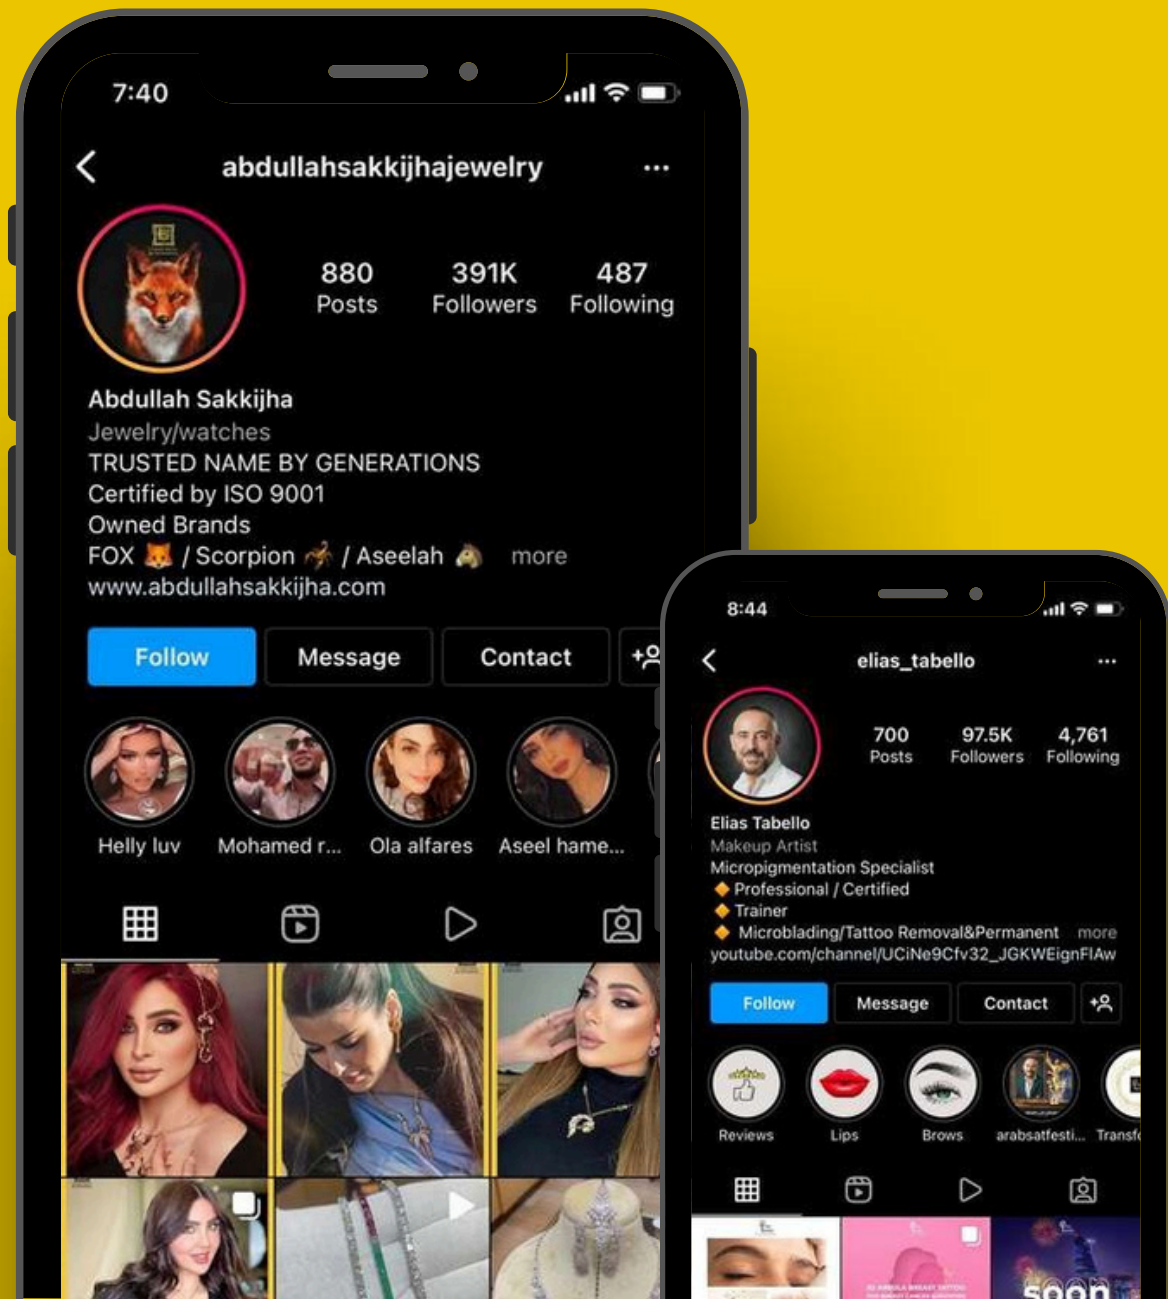 7:40
abdullahsakkijhajewelry
880
391K
487
Posts
Followers
Following
Abdullah Sakkijha
Jewelry/watches
TRUSTED NAME BY GENERATIONS
Certified by ISO 9001
Owned Brands
FOX 🦊 / Scorpion 🦂 / Aseelah 🐴 more
www.abdullahsakkijha.com
Follow
Message
Contact
Helly luv
Mohamed r...
Ola alfares
Aseel hame...
8:44
elias_tabello
700
97.5K
4,761
Posts
Followers
Following
Elias Tabello
Makeup Artist
Micropigmentation Specialist
🔶 Professional / Certified
🔶 Trainer
🔶 Microblading/Tattoo Removal&Permanent more
youtube.com/channel/UCiNe9Cfv32_JGKWEignFlAw
Follow
Message
Contact
Reviews
Lips
Brows
arabsatfesti...
Transf
soon